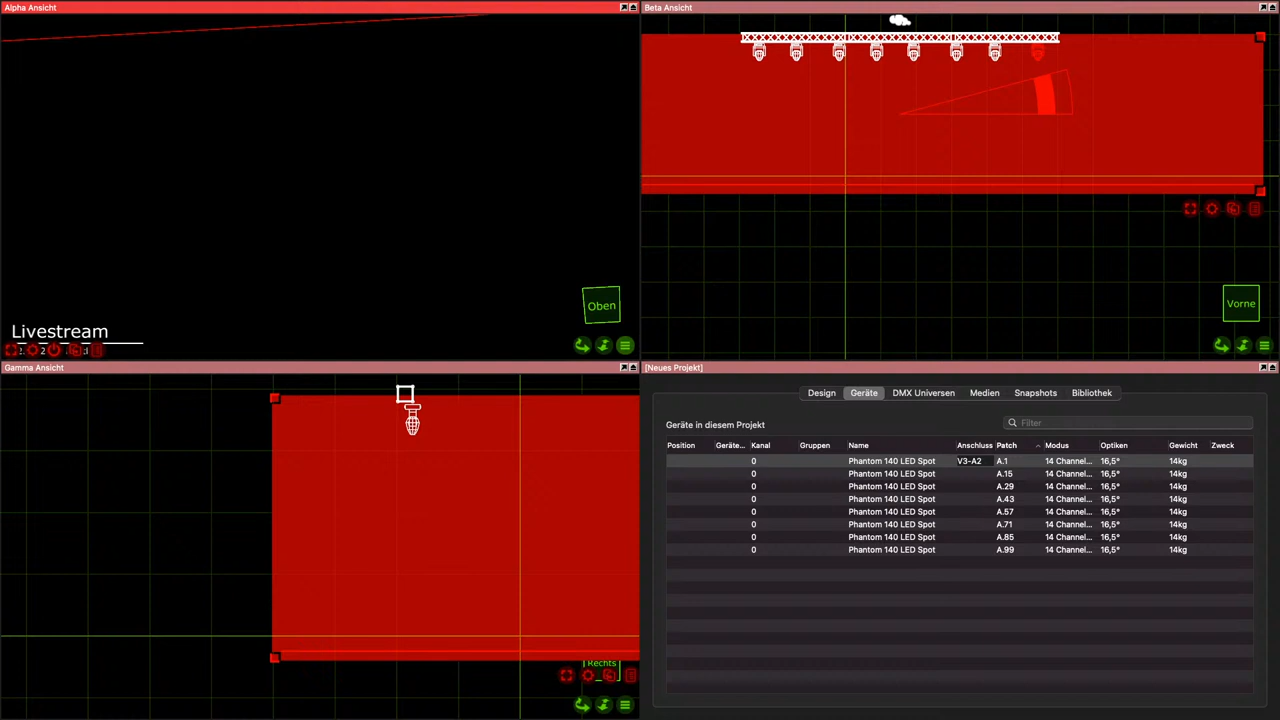 Alpha Ansicht
Oben
Livestream
Beta Ansicht
Vorne
Gamma Ansicht
Rechts
[Neues Projekt]
Design Geräte DMX Universen Medien Snapshots Bibliothek
Geräte in diesem Projekt Filter
Position Geräte... Kanal Gruppen Name Anschluss Patch Modus Optiken Gewicht Zweck
0 Phantom 140 LED Spot V3-A2 A.1 14 Channel... 16,5° 14kg
0 Phantom 140 LED Spot A.15 14 Channel... 16,5° 14kg
0 Phantom 140 LED Spot A.29 14 Channel... 16,5° 14kg
0 Phantom 140 LED Spot A.43 14 Channel... 16,5° 14kg
0 Phantom 140 LED Spot A.57 14 Channel... 16,5° 14kg
0 Phantom 140 LED Spot A.71 14 Channel... 16,5° 14kg
0 Phantom 140 LED Spot A.85 14 Channel... 16,5° 14kg
0 Phantom 140 LED Spot A.99 14 Channel... 16,5° 14kg